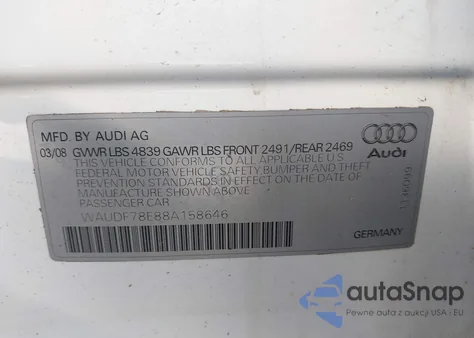 MFD. BY AUDI AG
03/08 GVWR LBS 4839 GAWR LBS FRONT 2491/REAR 2469
THIS VEHICLE CONFORMS TO ALL APPLICABLE U.S.
FEDERAL MOTOR VEHICLE SAFETY BUMPER AND THEFT
PREVENTION STANDARDS IN EFFECT ON THE DATE OF
MANUFACTURING SHOWN ABOVE.
PASSENGER CAR
WAUDF78E88A158646
Audi
GERMANY
autoSnap
Pewne auta z aukcji USA i EU